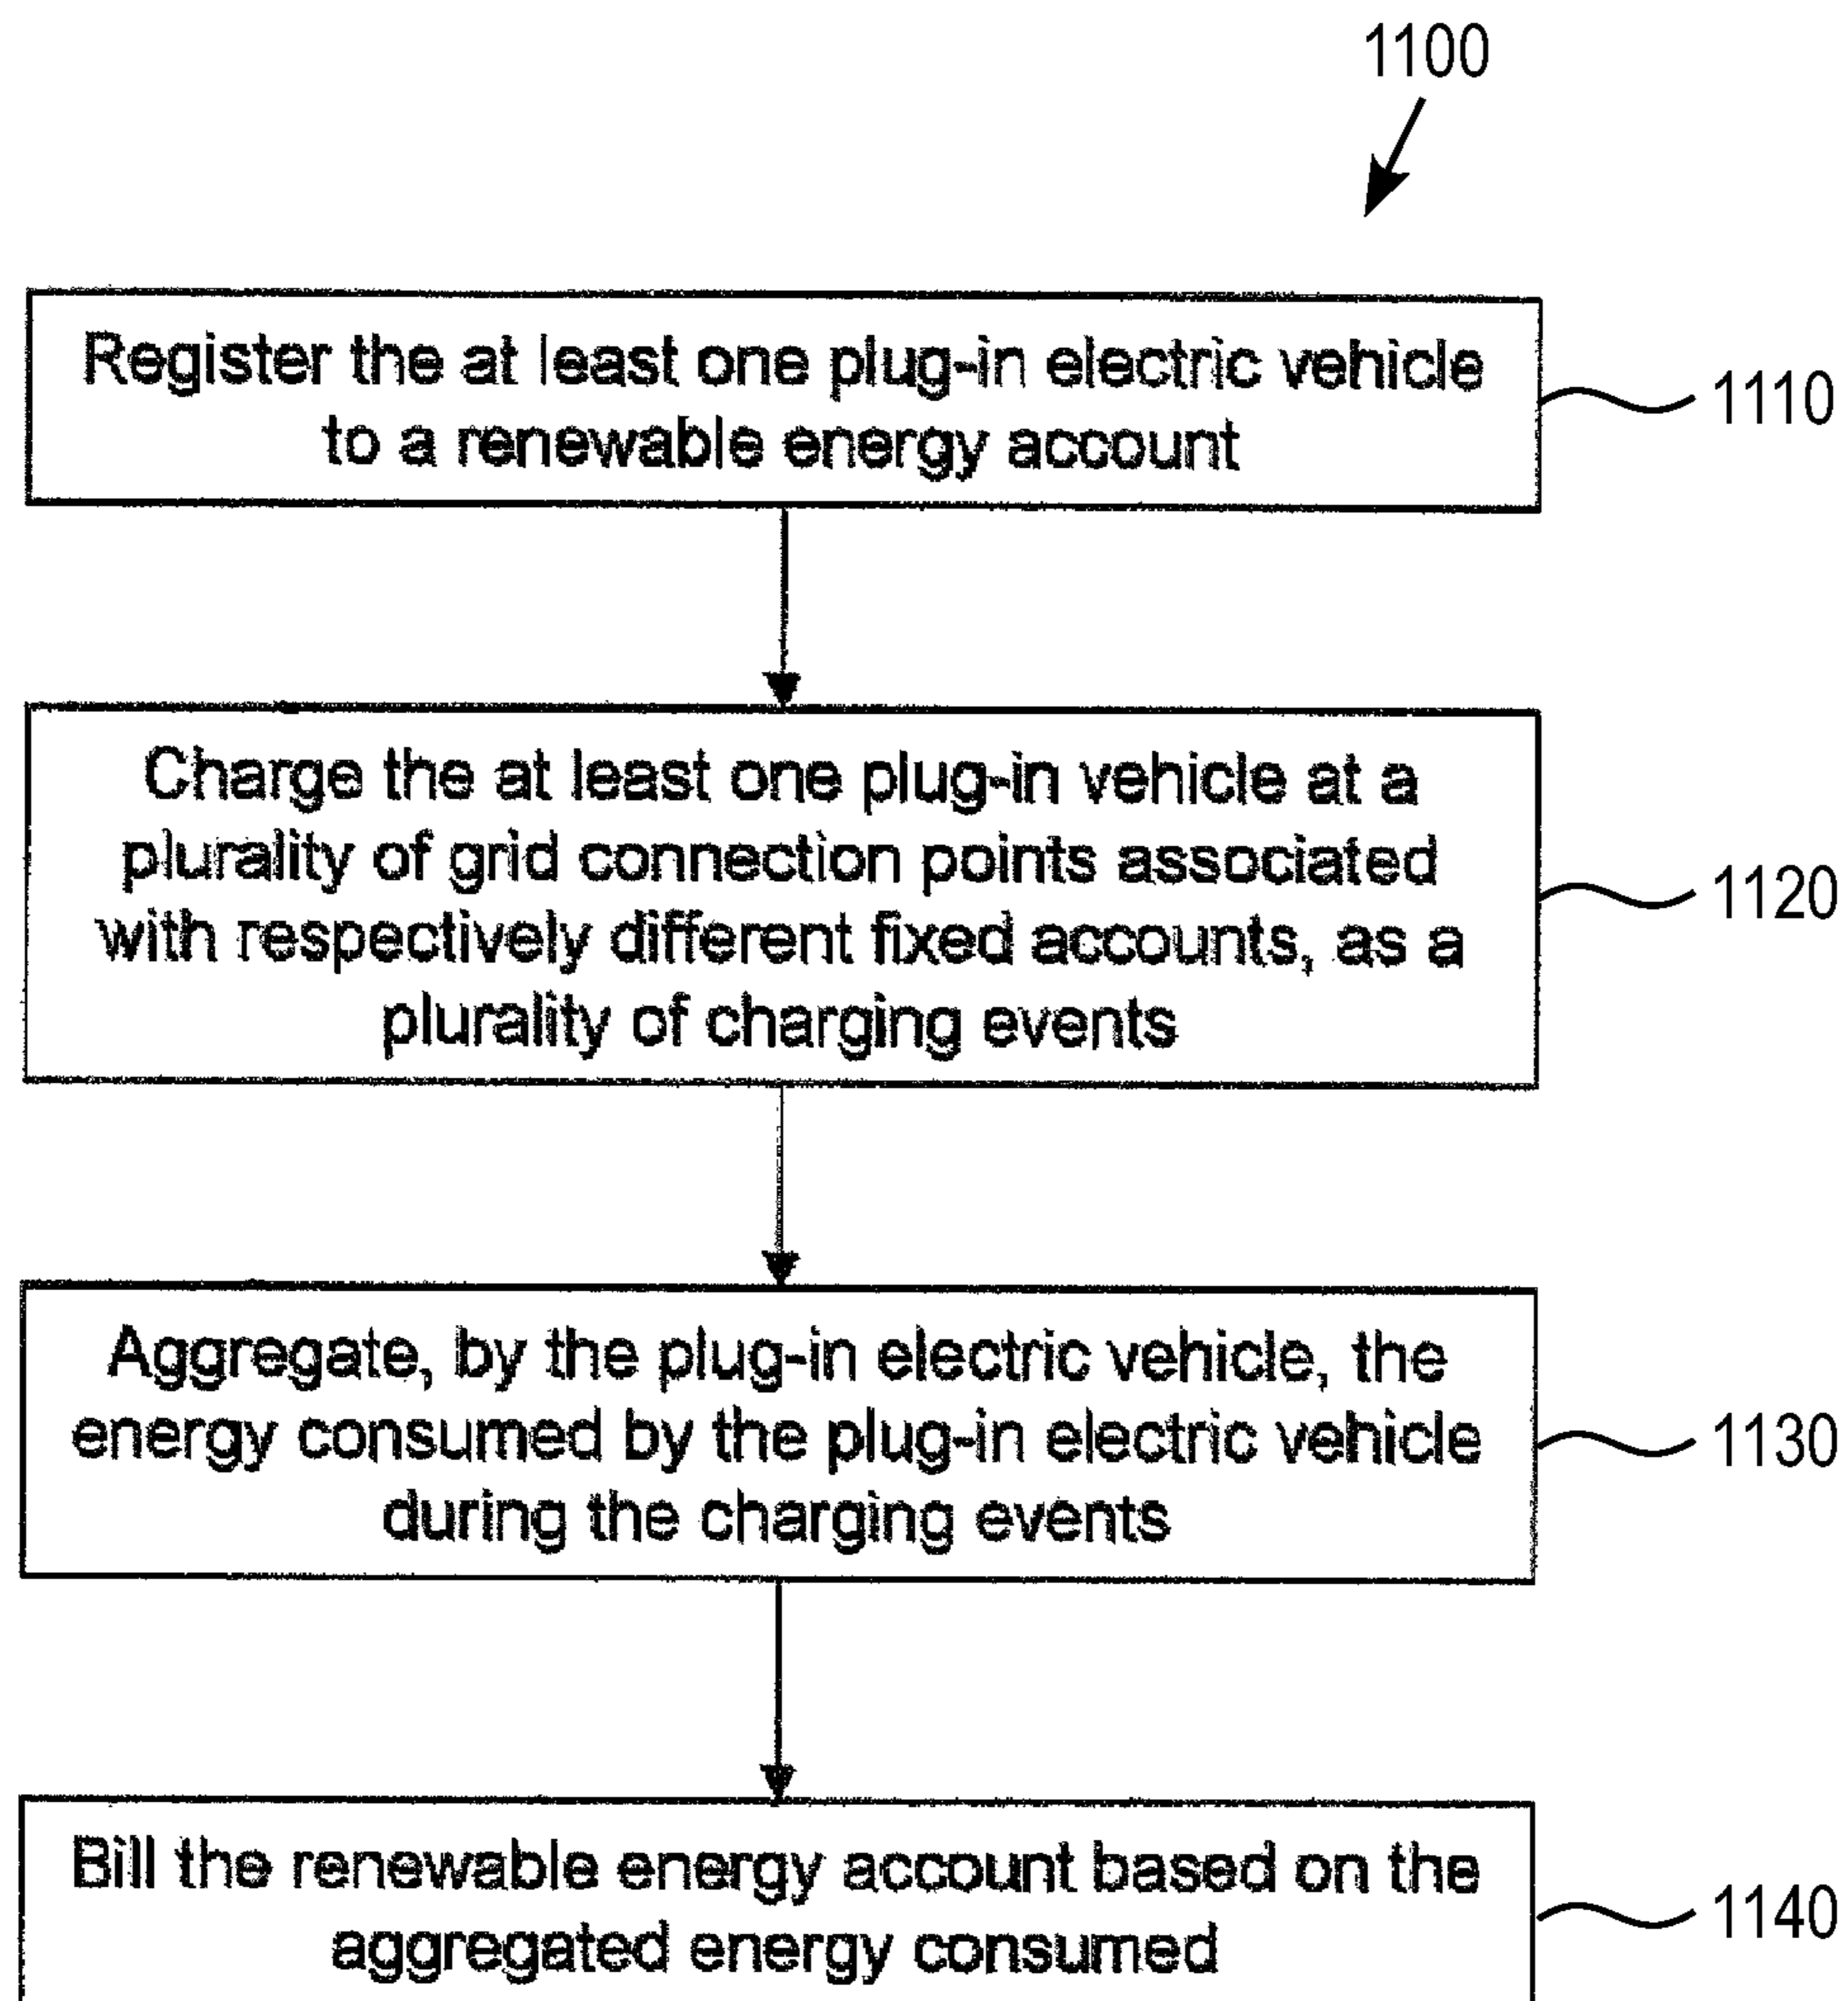 1100
Register the at least one plug-in electric vehicle
to a renewable energy account
1110
Charge the at least one plug-in vehicle at a
plurality of grid connection points associated
with respectively different fixed accounts, as a
plurality of charging events
1120
Aggregate, by the plug-in electric vehicle, the
energy consumed by the plug-in electric vehicle
during the charging events
1130
Bill the renewable energy account based on the
aggregated energy consumed
1140